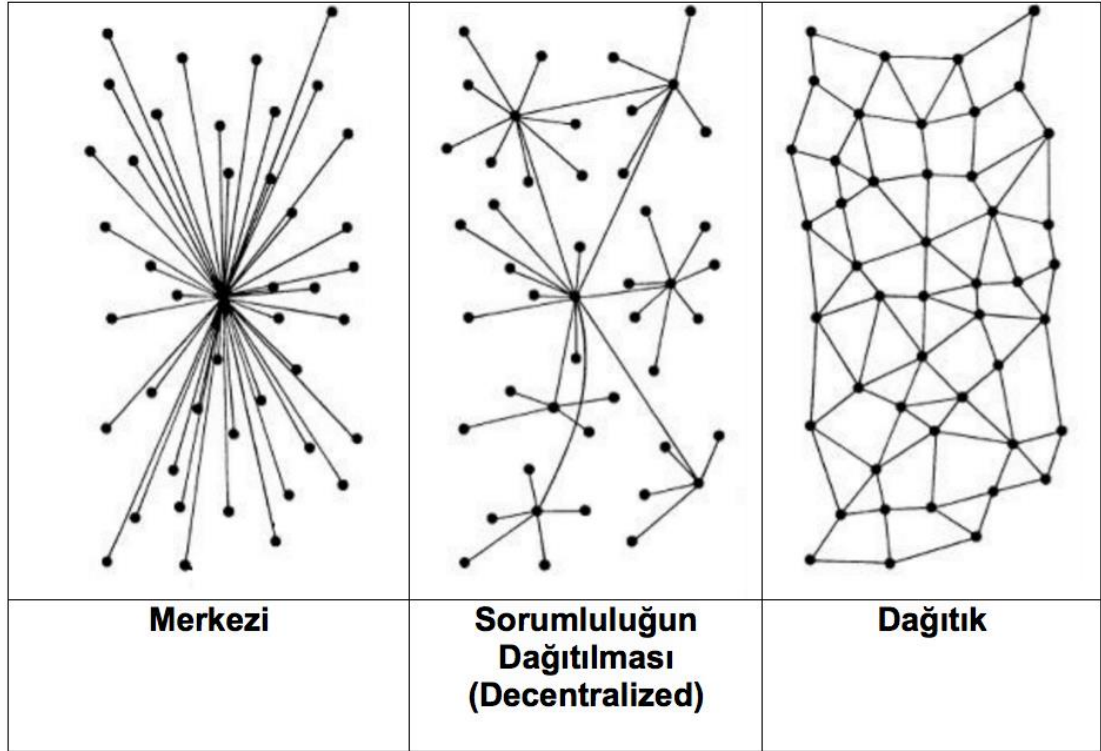 Merkezi
Sorumluluğun
Dağıtılması
(Decentralized)
Dağıtık